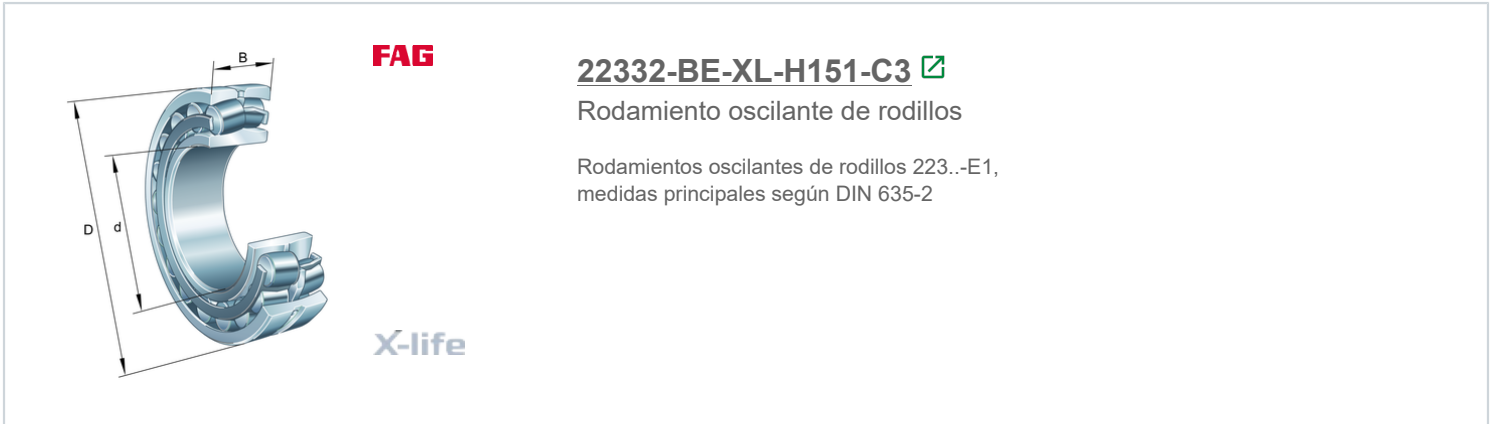 B
FAG
22332-BE-XL-H151-C3
Rodamiento oscilante de rodillos
Rodamientos oscilantes de rodillos 223..-E1,
medidas principales según DIN 635-2
D
d
X-life